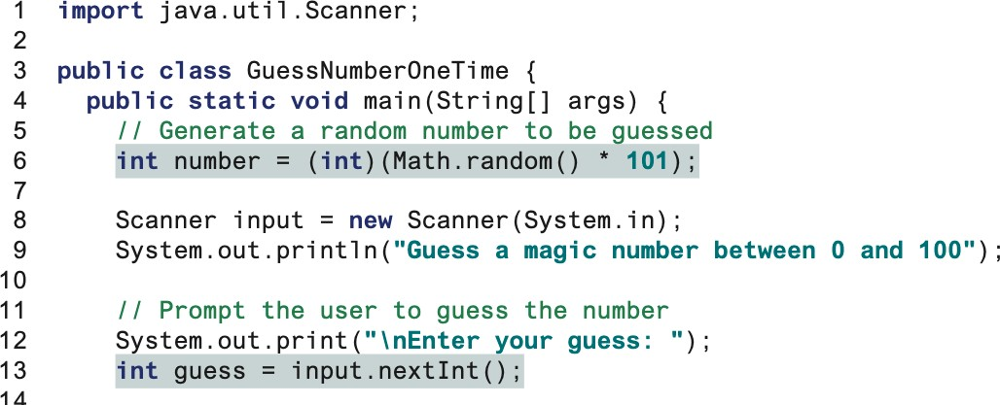 1 import java.util.Scanner;
2
3 public class GuessNumberOneTime {
4 public static void main(String[] args) {
5 // Generate a random number to be guessed
6 int number = (int)(Math.random() * 101);
7
8 Scanner input = new Scanner(System.in);
9 System.out.println("Guess a magic number between 0 and 100");
10
11 // Prompt the user to guess the number
12 System.out.print("\nEnter your guess: ");
13 int guess = input.nextInt();
14